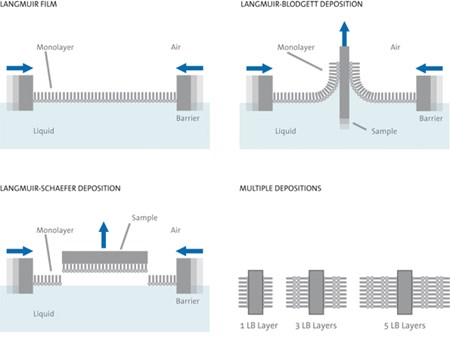 LANGMUIR FILM
Monolayer
Air
Liquid
Barrier
LANGMUIR-BLODGETT DEPOSITION
Monolayer
Air
Liquid
Sample
Barrier
LANGMUIR-SCHAEFER DEPOSITION
Sample
Monolayer
Air
Liquid
Barrier
MULTIPLE DEPOSITIONS
1 LB Layer
3 LB Layers
5 LB Layers